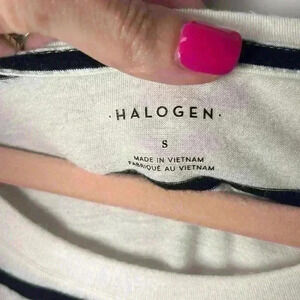 · HALOGEN ·
S
MADE IN VIETNAM
FABRIQUÉ AU VIETNAM